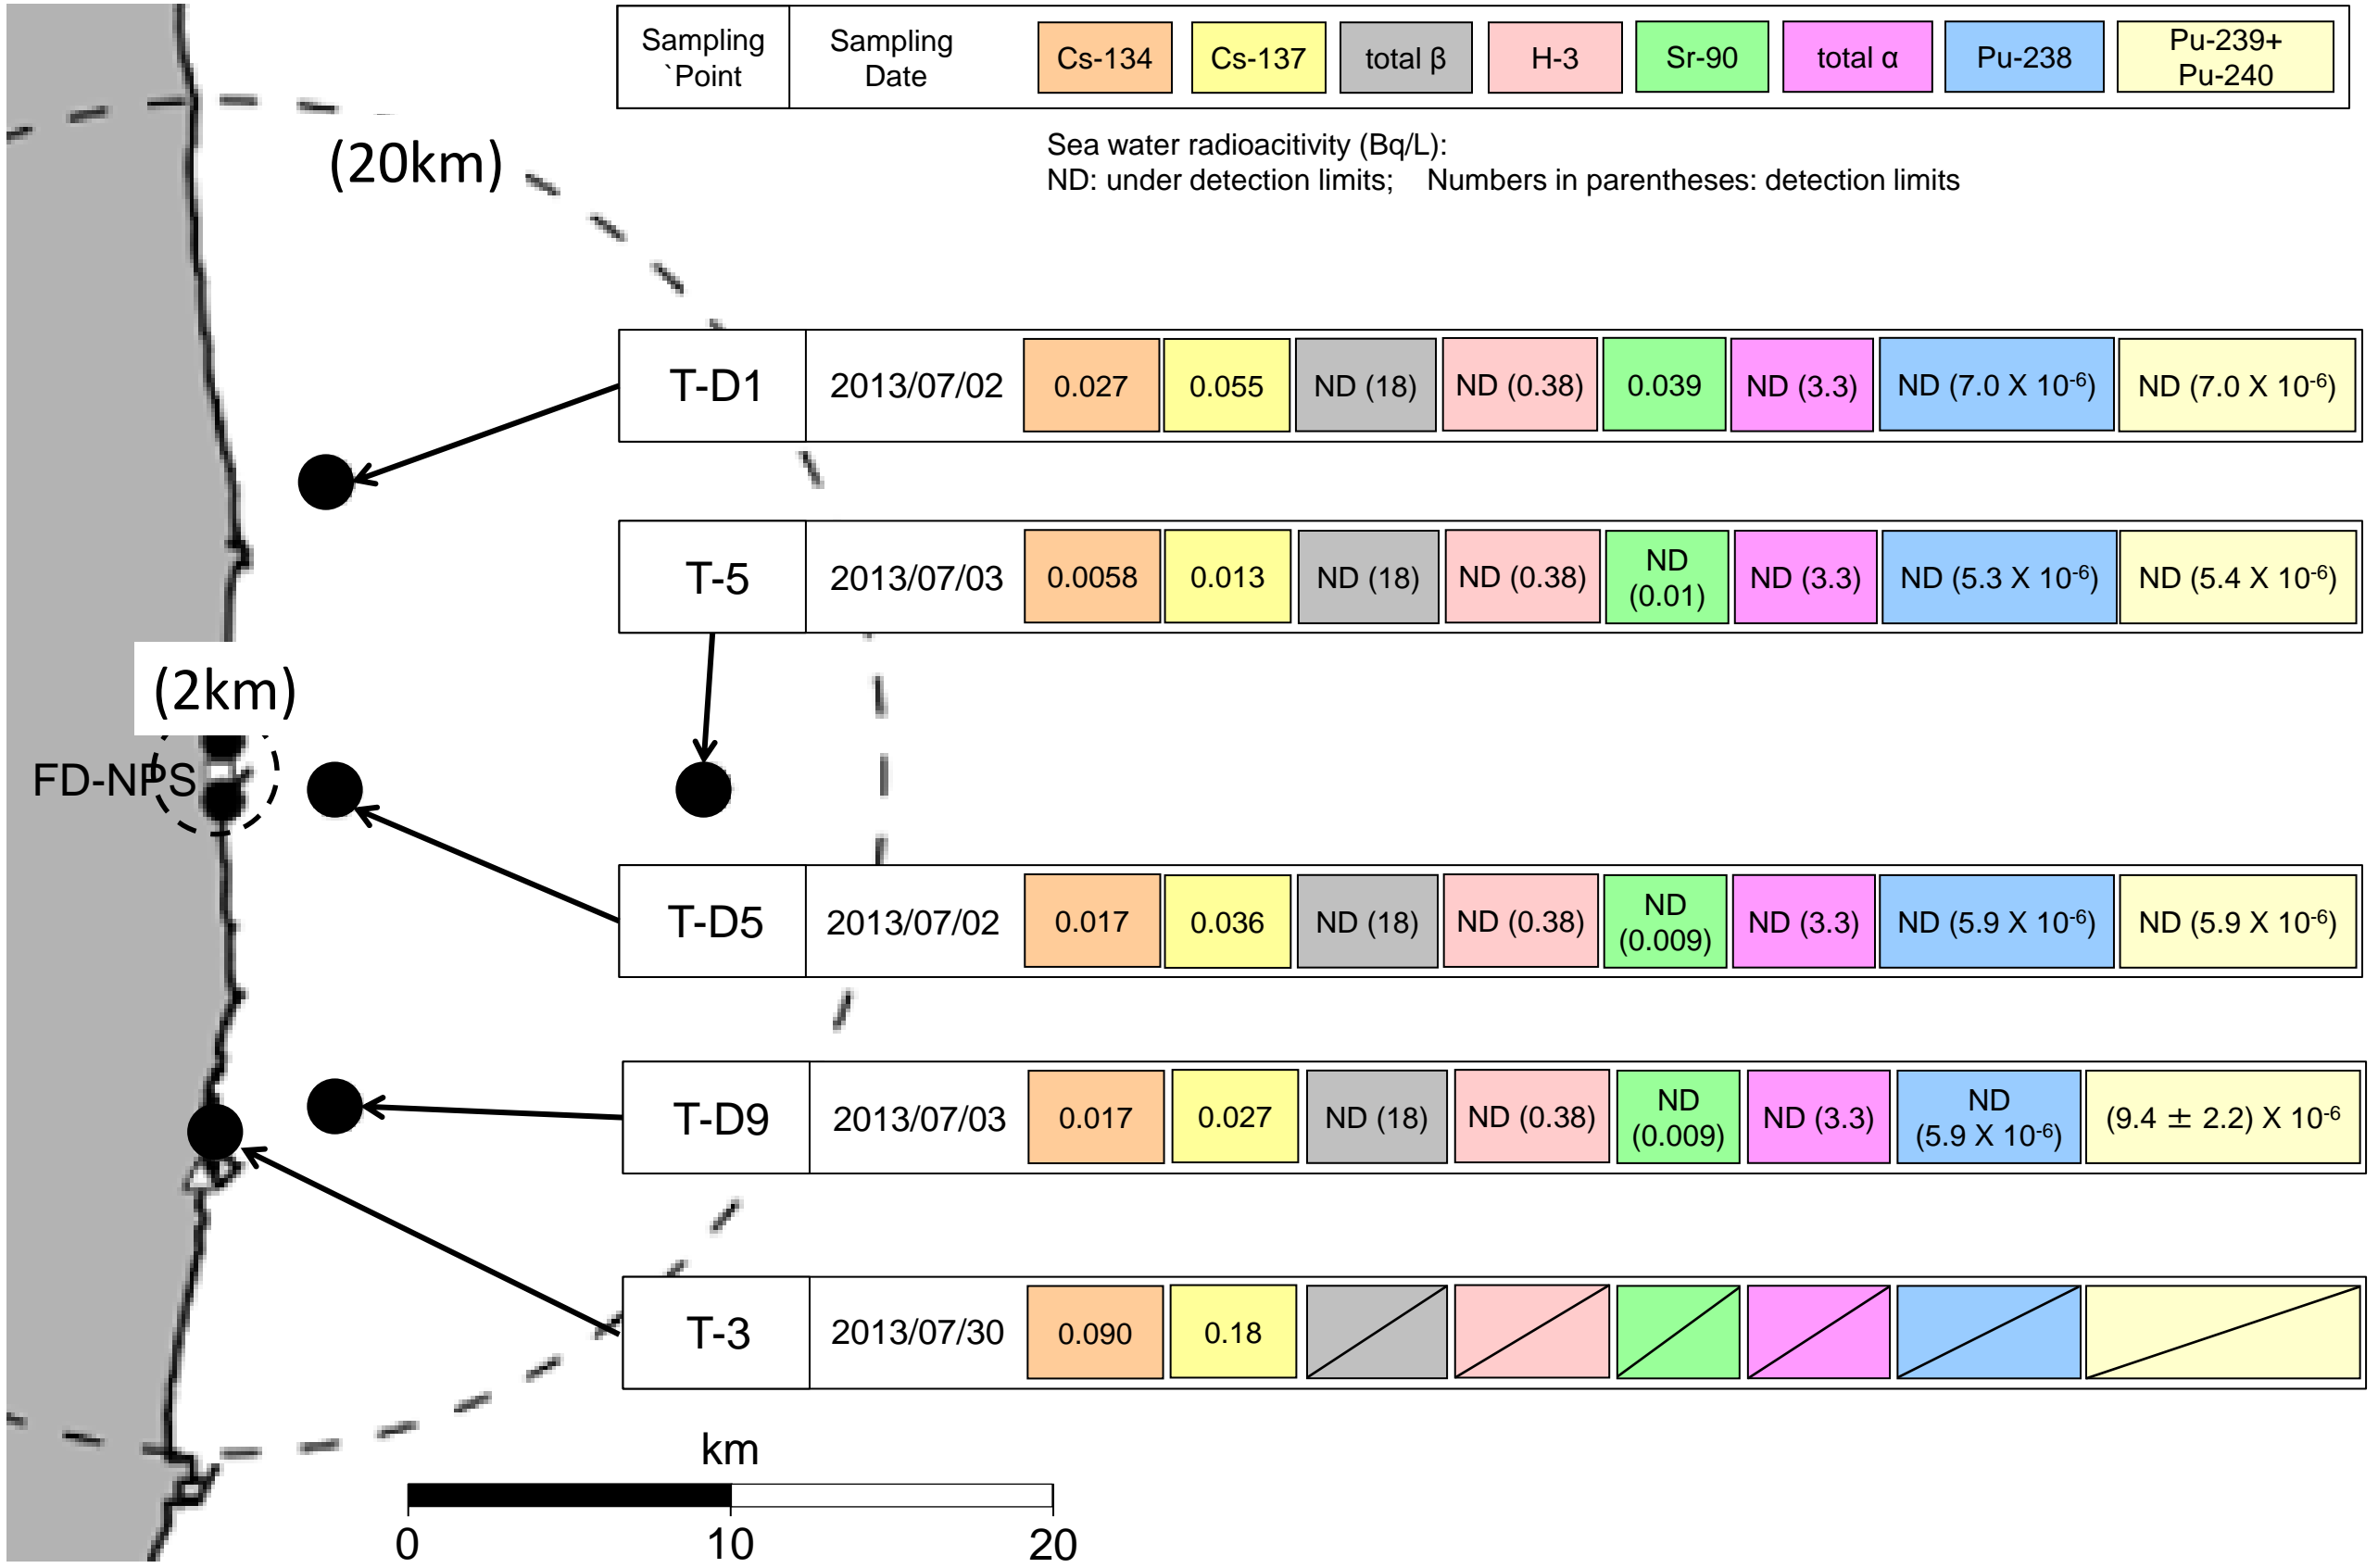 Sampling
`Point
Sampling
Date
Cs-134
Cs-137
total β
H-3
Sr-90
total α
Pu-238
Pu-239+
Pu-240
Sea water radioacitivity (Bq/L):
ND: under detection limits; Numbers in parentheses: detection limits
(20km)
T-D1 2013/07/02 0.027 0.055 ND (18) ND (0.38) 0.039 ND (3.3) ND (7.0 X 10⁻⁶) ND (7.0 X 10⁻⁶)
T-5 2013/07/03 0.0058 0.013 ND (18) ND (0.38) ND
(0.01) ND (3.3) ND (5.3 X 10⁻⁶) ND (5.4 X 10⁻⁶)
(2km)
FD-NPS
T-D5 2013/07/02 0.017 0.036 ND (18) ND (0.38) ND
(0.009) ND (3.3) ND (5.9 X 10⁻⁶) ND (5.9 X 10⁻⁶)
T-D9 2013/07/03 0.017 0.027 ND (18) ND (0.38) ND
(0.009) ND (3.3) ND
(5.9 X 10⁻⁶) (9.4 ± 2.2) X 10⁻⁶
T-3 2013/07/30 0.090 0.18
km
0 10 20